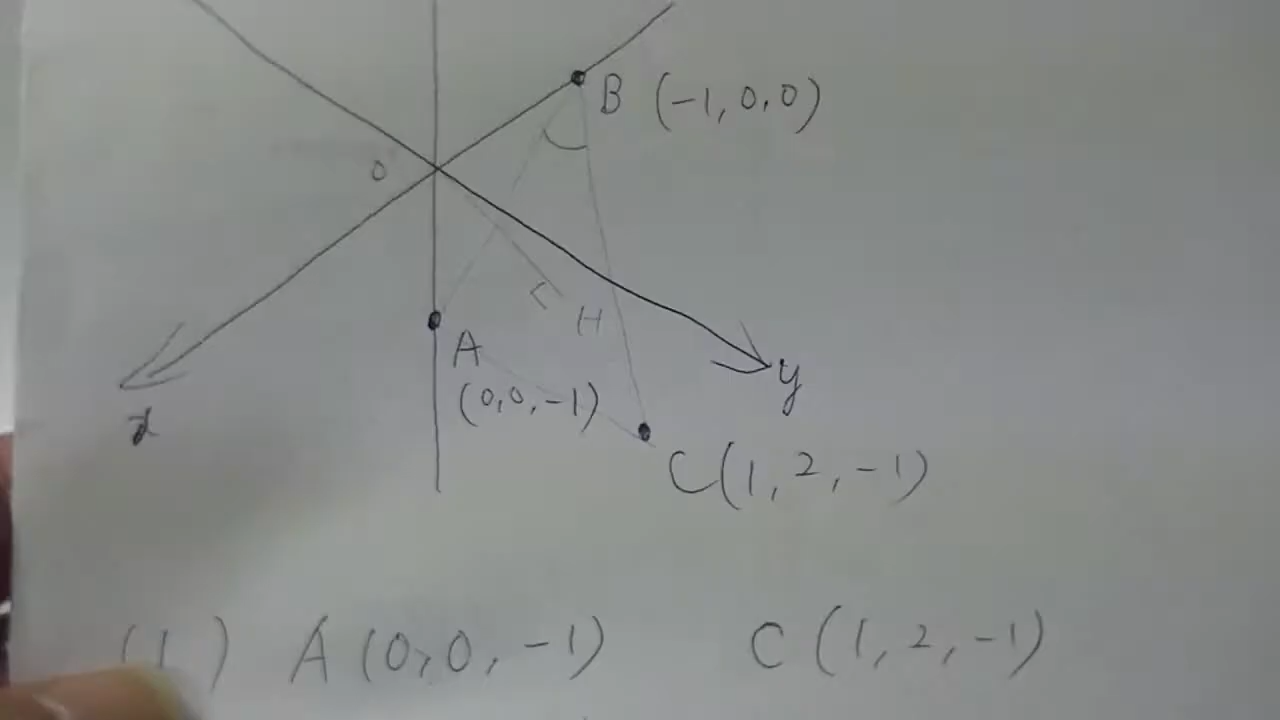 B (-1, 0, 0)
O
H
A
(0, 0, -1)
x
y
C (1, 2, -1)
(1) A (0, 0, -1) C (1, 2, -1)